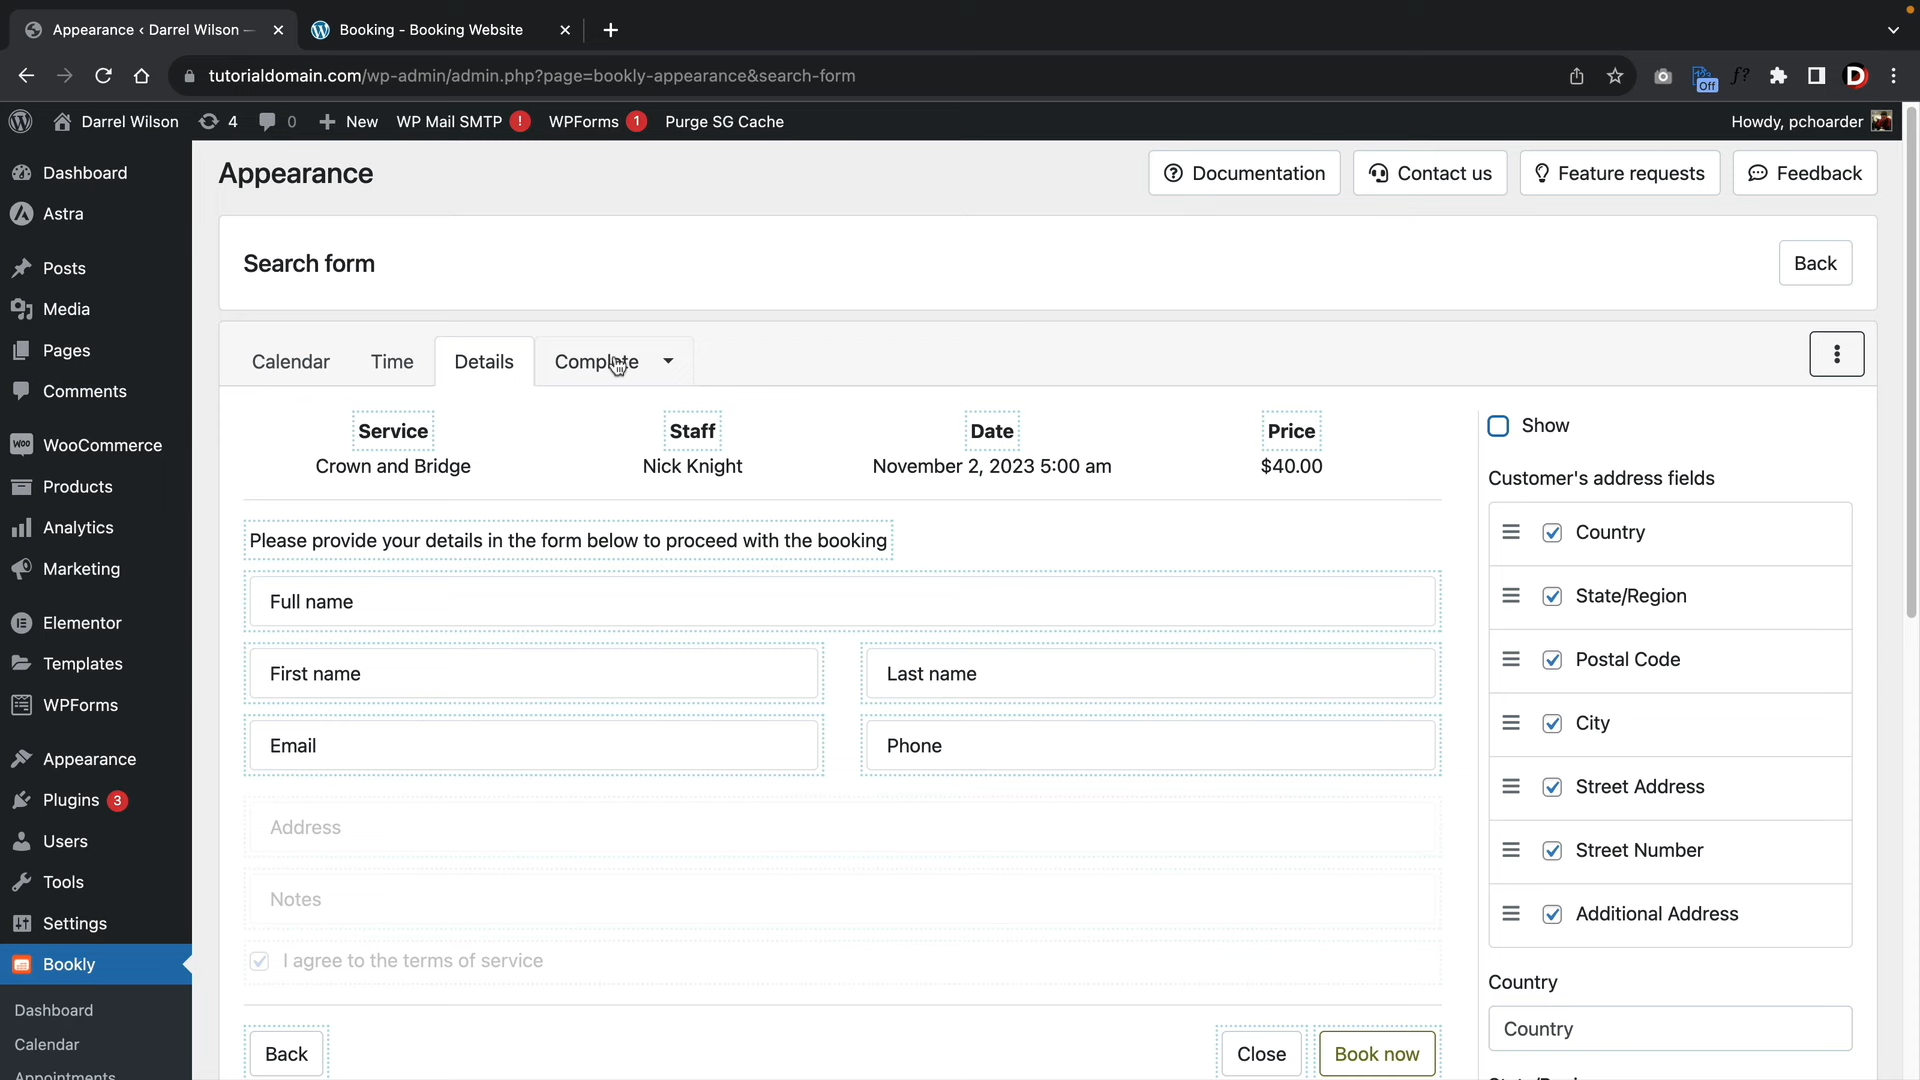 Appearance ‹ Darrel Wilson —
Booking - Booking Website
tutorialdomain.com/wp-admin/admin.php?page=bookly-appearance&search-form
Off
f?
D
Darrel Wilson
4
0
New
WP Mail SMTP
!
WPForms
1
Purge SG Cache
Howdy, pchoarder
Dashboard
Astra
Posts
Media
Pages
Comments
WooCommerce
Products
Analytics
Marketing
Elementor
Templates
WPForms
Appearance
Plugins 3
Users
Tools
Settings
Bookly
Dashboard
Calendar
Appointments
Appearance
Documentation
Contact us
Feature requests
Feedback
Search form
Back
Calendar
Time
Details
Complete
Service
Staff
Date
Price
Crown and Bridge
Nick Knight
November 2, 2023 5:00 am
$40.00
Please provide your details in the form below to proceed with the booking
Full name
First name
Last name
Email
Phone
Address
Notes
I agree to the terms of service
Back
Close
Book now
Show
Customer's address fields
Country
State/Region
Postal Code
City
Street Address
Street Number
Additional Address
Country
Country